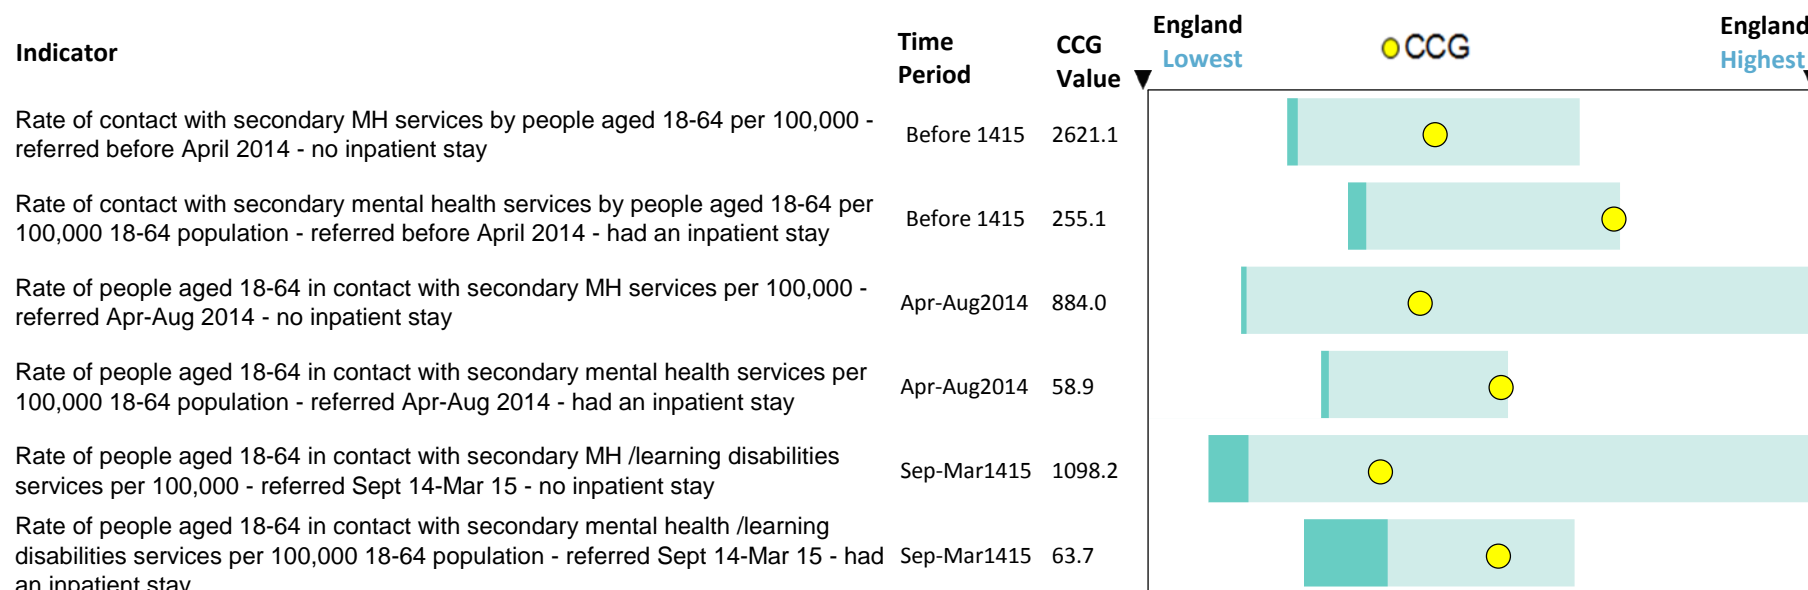 Indicator
Time
Period
CCG
Value
England
Lowest
CCG
England
Highest
Rate of contact with secondary MH services by people aged 18-64 per 100,000 -
referred before April 2014 - no inpatient stay
Before 1415 2621.1
Rate of contact with secondary mental health services by people aged 18-64 per
100,000 18-64 population - referred before April 2014 - had an inpatient stay
Before 1415 255.1
Rate of people aged 18-64 in contact with secondary MH services per 100,000 -
referred Apr-Aug 2014 - no inpatient stay
Apr-Aug2014 884.0
Rate of people aged 18-64 in contact with secondary mental health services per
100,000 18-64 population - referred Apr-Aug 2014 - had an inpatient stay
Apr-Aug2014 58.9
Rate of people aged 18-64 in contact with secondary MH /learning disabilities
services per 100,000 - referred Sept 14-Mar 15 - no inpatient stay
Sep-Mar1415 1098.2
Rate of people aged 18-64 in contact with secondary mental health /learning
disabilities services per 100,000 18-64 population - referred Sept 14-Mar 15 - had
an inpatient stay
Sep-Mar1415 63.7